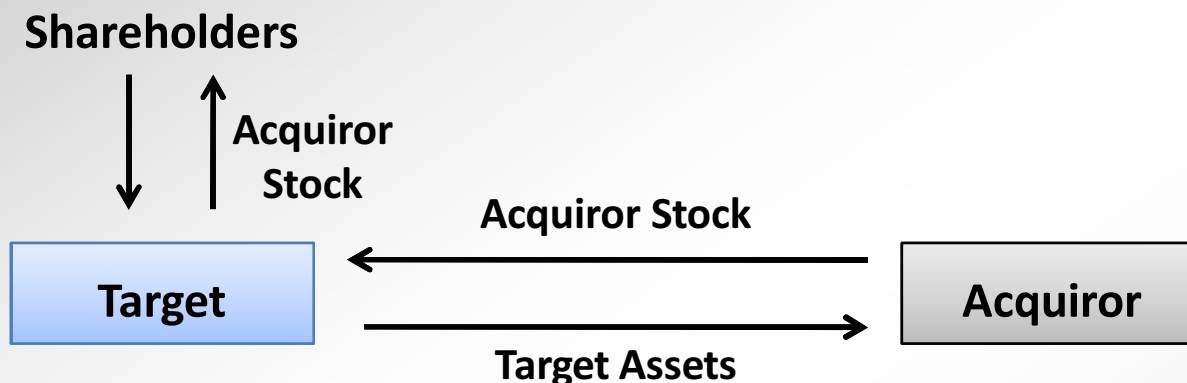 Shareholders
Acquiror
Stock
Acquiror Stock
Target
Acquiror
Target Assets